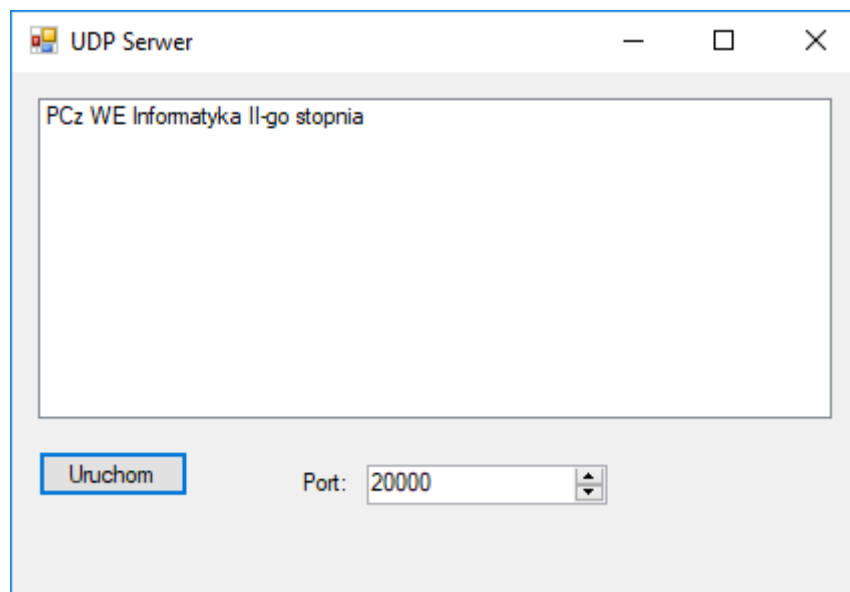 UDP Serwer
PCz WE Informatyka II-go stopnia
Uruchom
Port: 20000